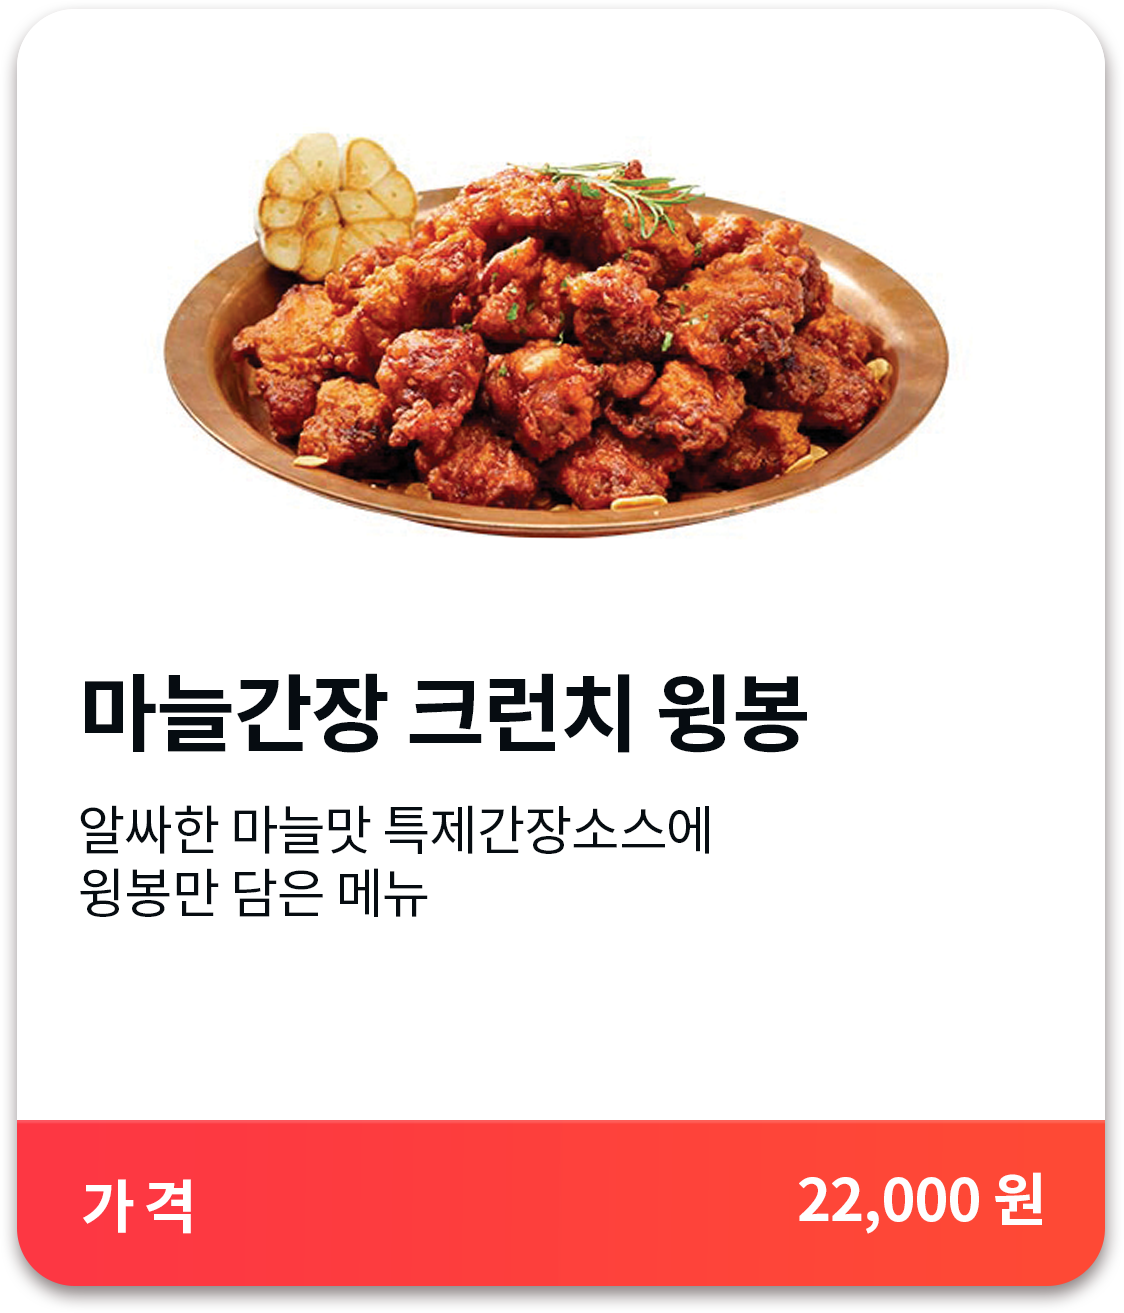 마늘간장 크런치 윙봉
알싸한 마늘맛 특제간장소스에
윙봉만 담은 메뉴
가 격 22,000 원